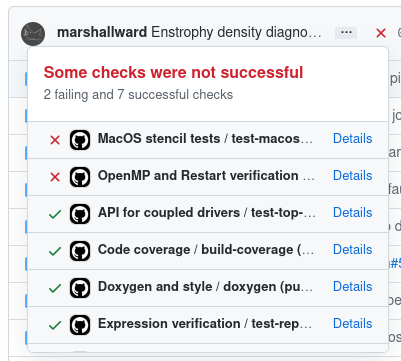 marshallward Enstrophy density diagno… ...
Some checks were not successful
2 failing and 7 successful checks
MacOS stencil tests / test-macos… Details
OpenMP and Restart verification … Details
API for coupled drivers / test-top-… Details
Code coverage / build-coverage (… Details
Doxygen and style / doxygen (pu… Details
Expression verification / test-rep… Details